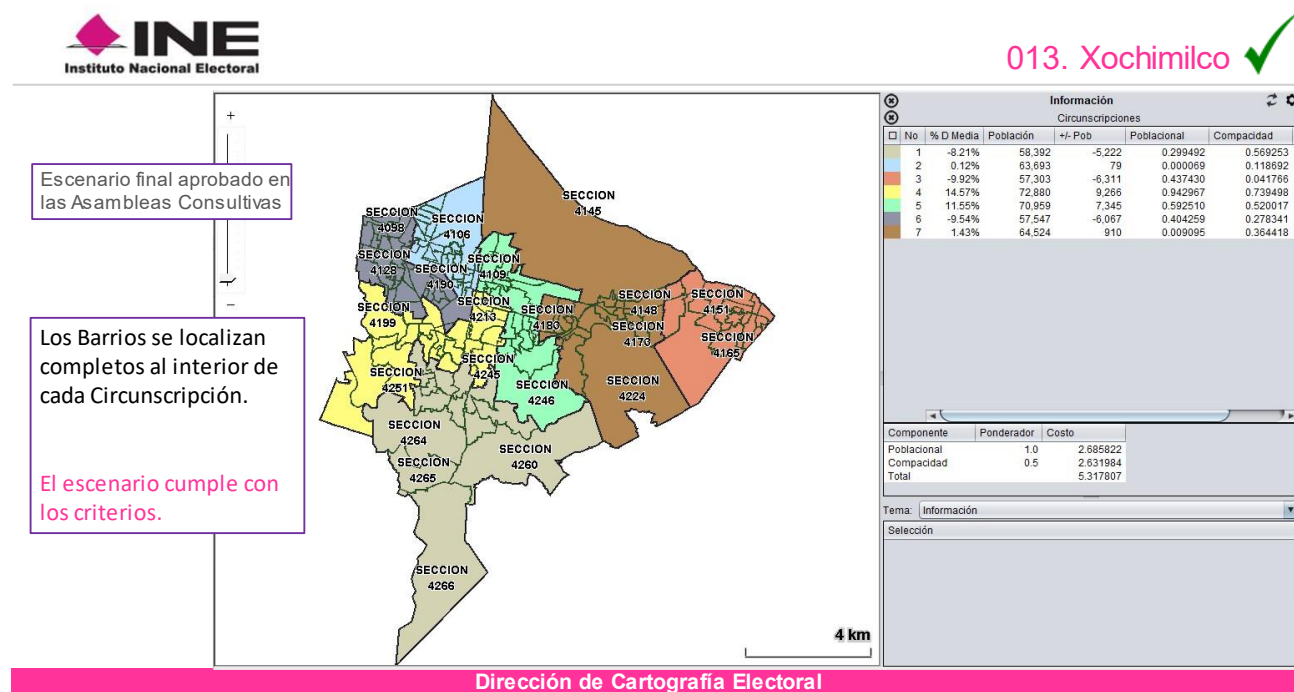 INE
Instituto Nacional Electoral
013. Xochimilco
+
Escenario final aprobado en
las Asambleas Consultivas
−
Los Barrios se localizan
completos al interior de
cada Circunscripción.
El escenario cumple con
los criterios.
SECCION
4145
SECCION
4098
SECCION
4106
SECCION
4128
SECCION
4190
SECCION
4109
SECCION
4199
SECCION
4213
SECCION
4180
SECCION
4148
SECCION
4151
SECCION
4173
SECCION
4165
SECCION
4251
SECCION
4245
SECCION
4246
SECCION
4224
SECCION
4264
SECCION
4265
SECCION
4260
SECCION
4266
4 km
Información
Circunscripciones
No % D Media Población +/- Pob Poblacional Compacidad
1 -8.21% 58,392 -5,222 0.299492 0.569253
2 0.12% 63,693 79 0.000069 0.118692
3 -9.92% 57,303 -6,311 0.437430 0.041766
4 14.57% 72,880 9,266 0.942967 0.739498
5 11.55% 70,959 7,345 0.592510 0.520017
6 -9.54% 57,547 -6,067 0.404259 0.278341
7 1.43% 64,524 910 0.009095 0.364418
Componente Ponderador Costo
Poblacional 1.0 2.685822
Compacidad 0.5 2.631984
Total 5.317807
Tema: Información
Selección
Dirección de Cartografía Electoral